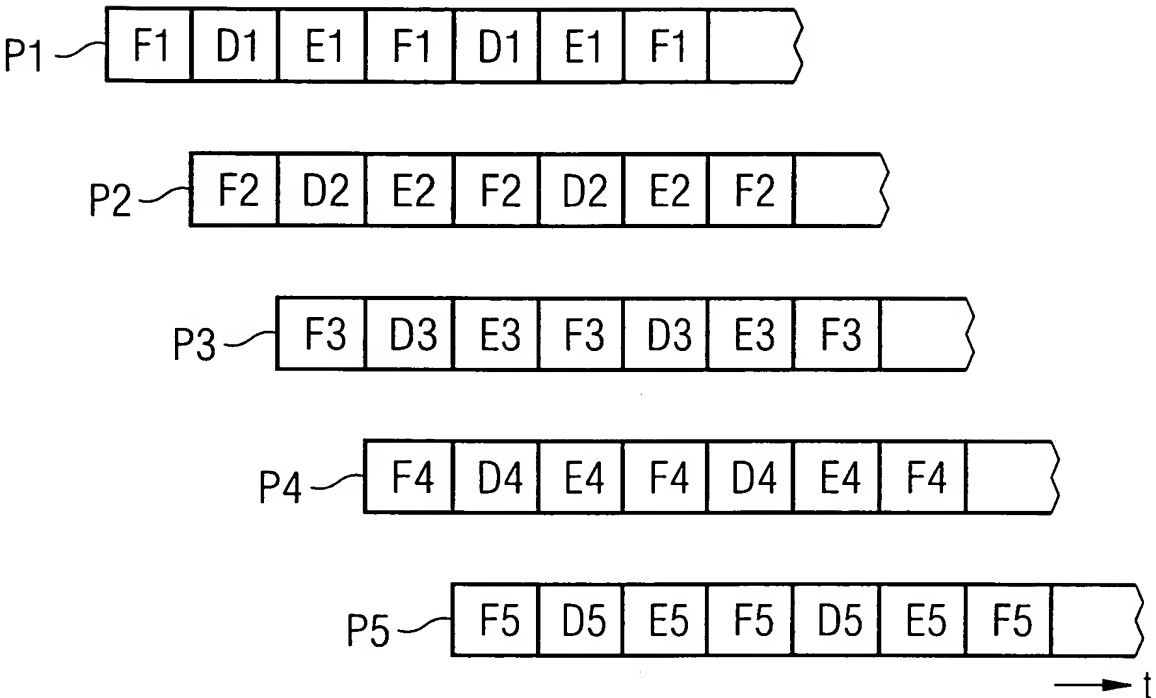 P1 F1 D1 E1 F1 D1 E1 F1
P2 F2 D2 E2 F2 D2 E2 F2
P3 F3 D3 E3 F3 D3 E3 F3
P4 F4 D4 E4 F4 D4 E4 F4
P5 F5 D5 E5 F5 D5 E5 F5
t